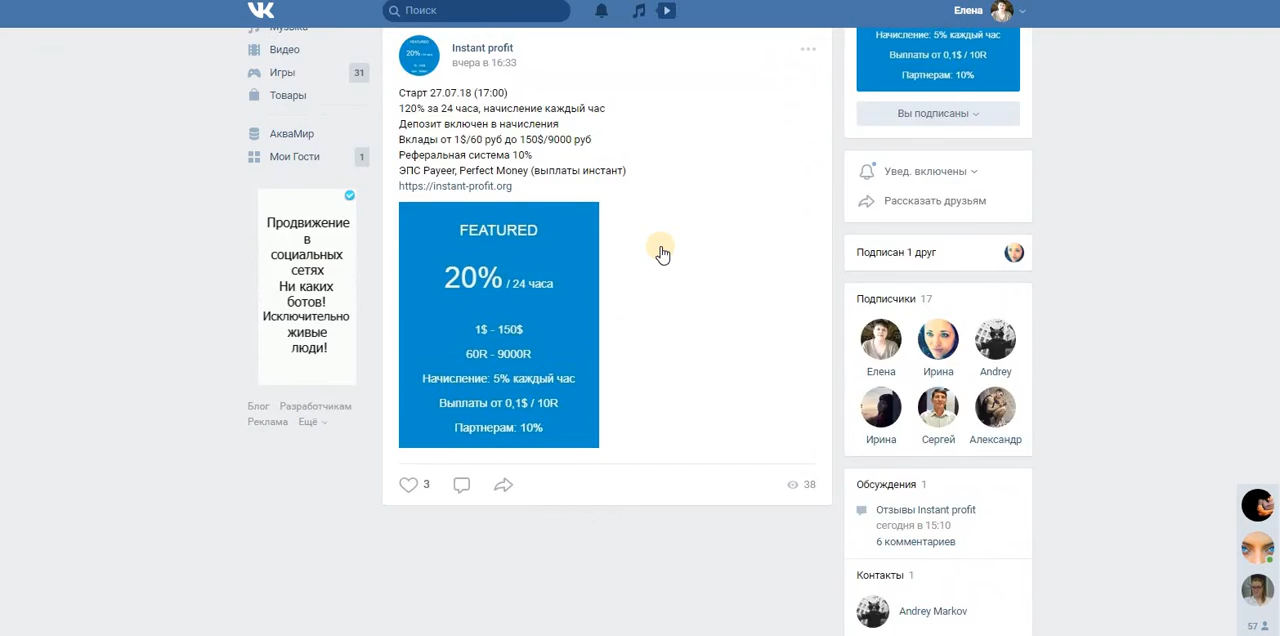 Поиск
Елена
Музыка
Видео
Игры 31
Товары
АкваМир
Мои Гости 1
Продвижение
в
социальных
сетях
Ни каких
ботов!
Исключительно
живые
люди!
Блог Разработчикам
Реклама Ещё
Instant profit
вчера в 16:33
Старт 27.07.18 (17:00)
120% за 24 часа, начисление каждый час
Депозит включен в начисления
Вклады от 1$/60 руб до 150$/9000 руб
Реферальная система 10%
ЭПС Payeer, Perfect Money (выплаты инстант)
https://instant-profit.org
FEATURED
20% / 24 часа
1$ - 150$
60R - 9000R
Начисление: 5% каждый час
Выплаты от 0,1$ / 10R
Партнерам: 10%
3
38
Начисление: 5% каждый час
Выплаты от 0,1$ / 10R
Партнерам: 10%
Вы подписаны
Увед. включены
Рассказать друзьям
Подписан 1 друг
Подписчики 17
Елена Ирина Andrey
Ирина Сергей Александр
Обсуждения 1
Отзывы Instant profit
сегодня в 15:10
6 комментариев
Контакты 1
Andrey Markov
57